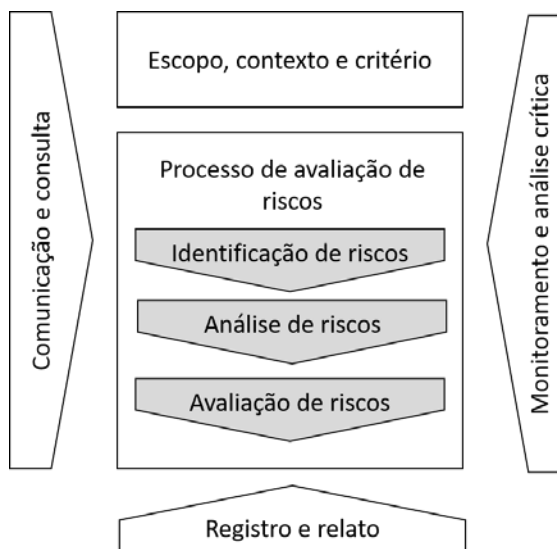 Escopo, contexto e critério
Comunicação e consulta
Processo de avaliação de
riscos
Identificação de riscos
Análise de riscos
Avaliação de riscos
Monitoramento e análise crítica
Registro e relato